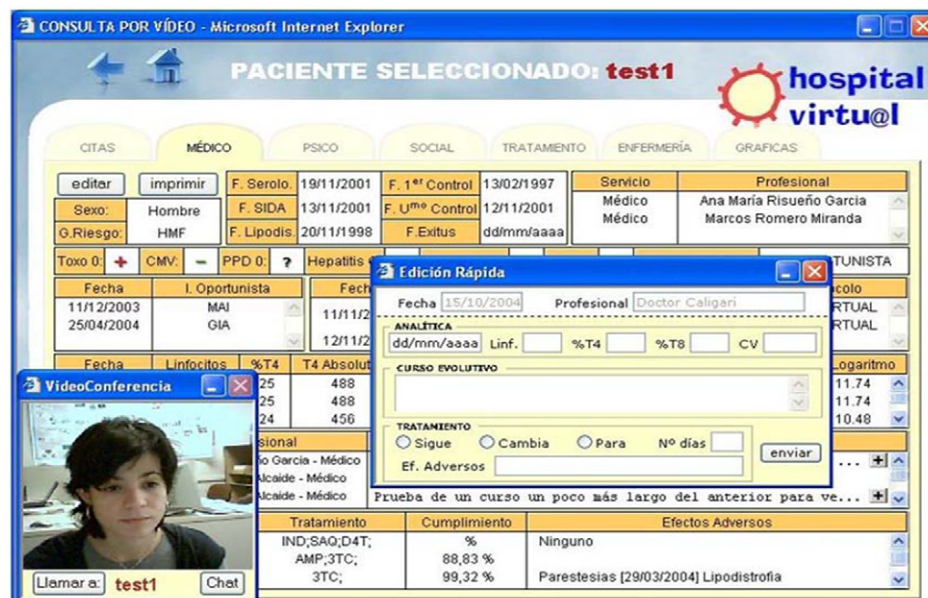 CONSULTA POR VÍDEO - Microsoft Internet Explorer
PACIENTE SELECCIONADO: test1
hospital
virtu@l
CITAS MÉDICO PSICO SOCIAL TRATAMIENTO ENFERMERÍA GRAFICAS
editar imprimir F. Serolo. 19/11/2001 F. 1er Control 13/02/1997 Servicio Profesional
Sexo: Hombre F. SIDA 13/11/2001 F. Umo Control 12/11/2001 Médico Ana María Risueño Garcia
G.Riesgo: HMF F. Lipodis. 20/11/1998 F.Exitus dd/mm/aaaa Médico Marcos Romero Miranda
Toxo 0: + CMV: - PPD 0: ? Hepatitis
Fecha I. Oportunista
11/12/2003 MAI 11/11/2
25/04/2004 GIA 12/11/2
Edición Rápida
Fecha 15/10/2004 Profesional Doctor Caligari
ANALÍTICA
dd/mm/aaaa Linf. %T4 %T8 CV
CURSO EVOLUTIVO
TRATAMIENTO
Sigue Cambia Para Nº días
Ef. Adversos enviar
Fecha Linfocitos %T4 T4 Absolut Logaritmo
25 488 11.74
25 488 11.74
24 456 10.48
VideoConferencia
Garcia - Médico
Alcaide - Médico
Alcaide - Médico Prueba de un curso un poco más largo del anterior para ve... +
Tratamiento Cumplimiento Efectos Adversos
IND;SAQ;D4T; % Ninguno
AMP;3TC; 88,83 %
3TC; 99,32 % Parestesias [29/03/2004] Lipodistrofia
Llamar a: test1 Chat